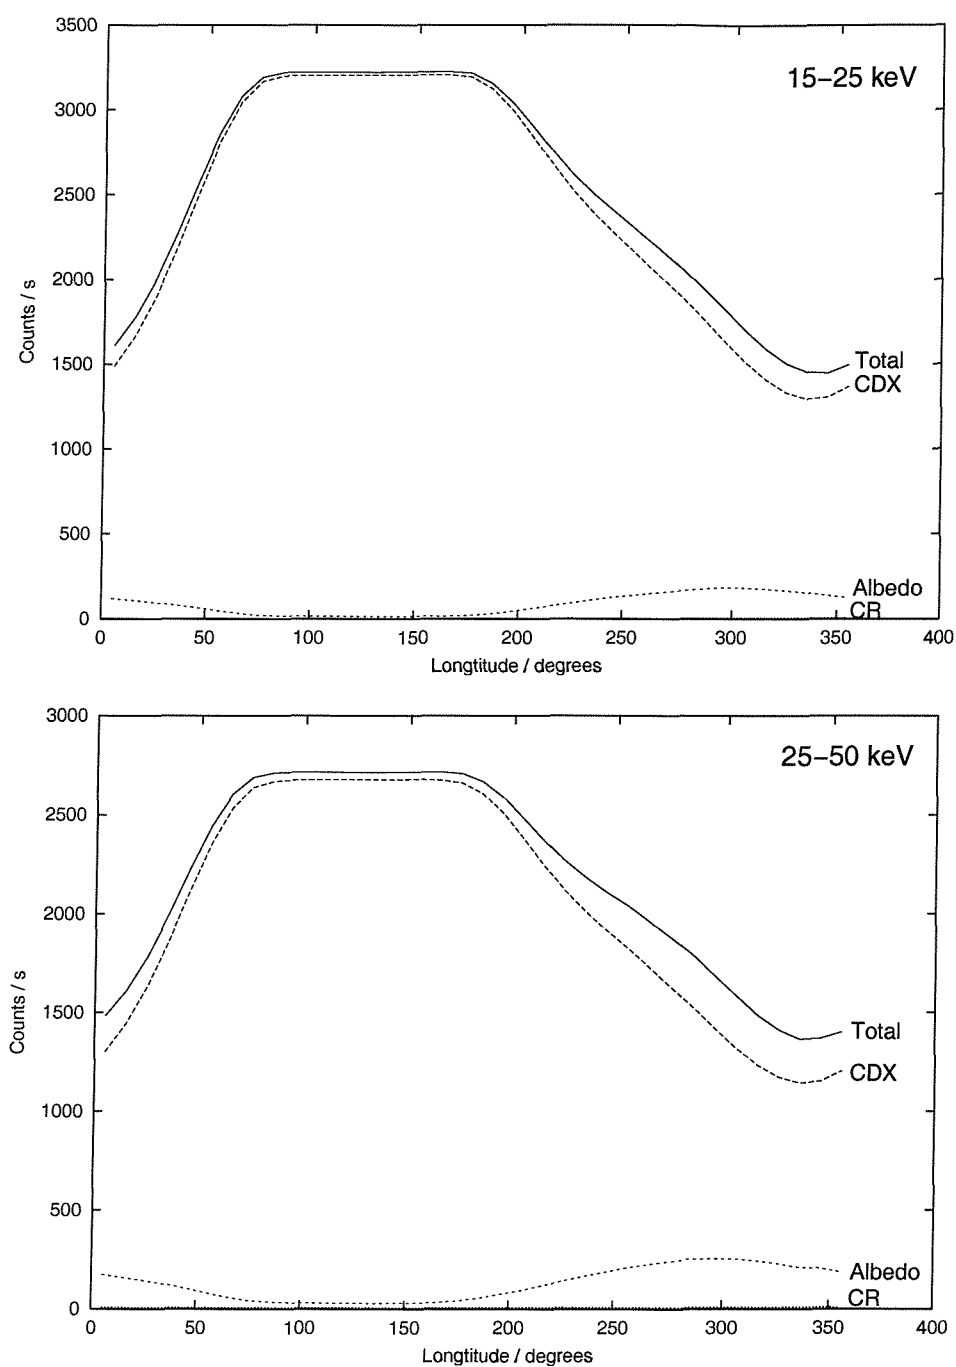 3500
3000
2500
2000
1500
1000
500
0
Counts / s
15–25 keV
Total
CDX
Albedo
CR
0 50 100 150 200 250 300 350 400
Longtitude / degrees
3000
2500
2000
1500
1000
500
0
Counts / s
25–50 keV
Total
CDX
Albedo
CR
0 50 100 150 200 250 300 350 400
Longtitude / degrees